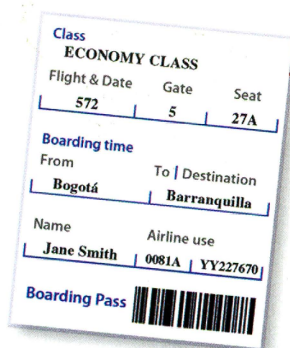 Class
ECONOMY CLASS
Flight & Date Gate Seat
572 5 27A
Boarding time
From To | Destination
Bogotá Barranquilla
Name Airline use
Jane Smith 0081A YY227670
Boarding Pass